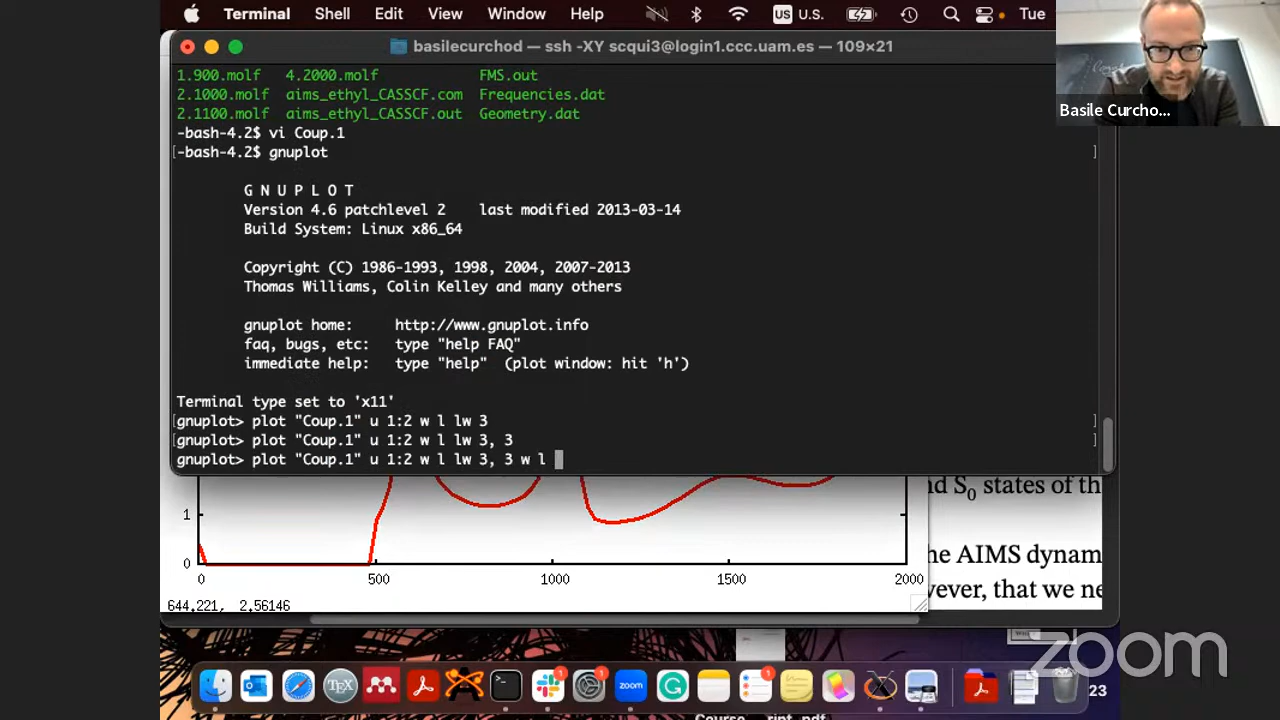 Terminal Shell Edit View Window Help US U.S. Tue
basilecurchod — ssh -XY scqui3@login1.ccc.uam.es — 109×21
Basile Curcho...
1.900.molf 4.2000.molf FMS.out
2.1000.molf aims_ethyl_CASSCF.com Frequencies.dat
2.1100.molf aims_ethyl_CASSCF.out Geometry.dat
-bash-4.2$ vi Coup.1
[-bash-4.2$ gnuplot ]
G N U P L O T
Version 4.6 patchlevel 2 last modified 2013-03-14
Build System: Linux x86_64
Copyright (C) 1986-1993, 1998, 2004, 2007-2013
Thomas Williams, Colin Kelley and many others
gnuplot home: http://www.gnuplot.info
faq, bugs, etc: type "help FAQ"
immediate help: type "help" (plot window: hit 'h')
Terminal type set to 'x11'
[gnuplot> plot "Coup.1" u 1:2 w l lw 3 ]
[gnuplot> plot "Coup.1" u 1:2 w l lw 3, 3 ]
gnuplot> plot "Coup.1" u 1:2 w l lw 3, 3 w l
nd S0 states of th
1
he AIMS dynam
0
0 500 1000 1500 2000
vever, that we ne
644.221, 2.56146
zoom
TEX
1 1 zoom 1
23